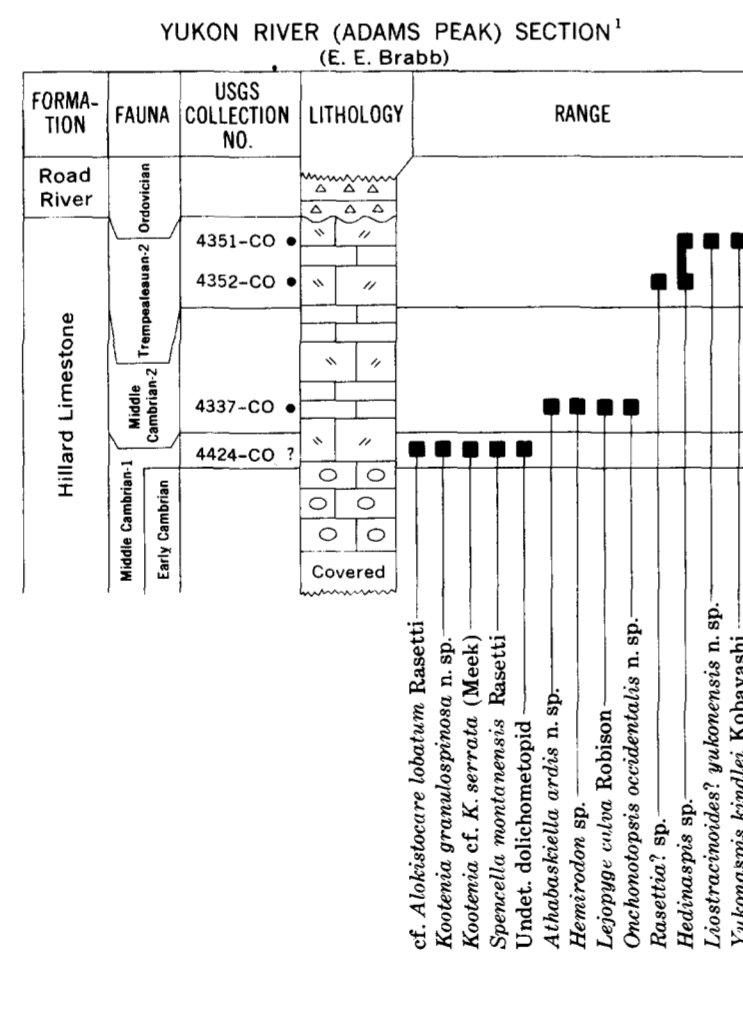 YUKON RIVER (ADAMS PEAK) SECTION¹
(E. E. Brabb)
FORMA-
TION
FAUNA
USGS
COLLECTION
NO.
LITHOLOGY
RANGE
Road
River
Hillard Limestone
Ordovician
Trempealeauan-2
Middle
Cambrian-2
Middle Cambrian-1
Early Cambrian
4351-CO
4352-CO
4337-CO
4424-CO ?
Covered
cf. Alokistocare lobatum Rasetti
Kootenia granulospinosa n. sp.
Kootenia cf. K. serrata (Meek)
Spencella montanensis Rasetti
Undet. dolichometopid
Athabaskiella ardis n. sp.
Hemirodon sp.
Lejopyge calva Robison
Onchonotopsis occidentalis n. sp.
Rasettia? sp.
Hedinaspis sp.
Liostracinoides? yukonensis n. sp.
Yukonaspis kindlei Kobayashi